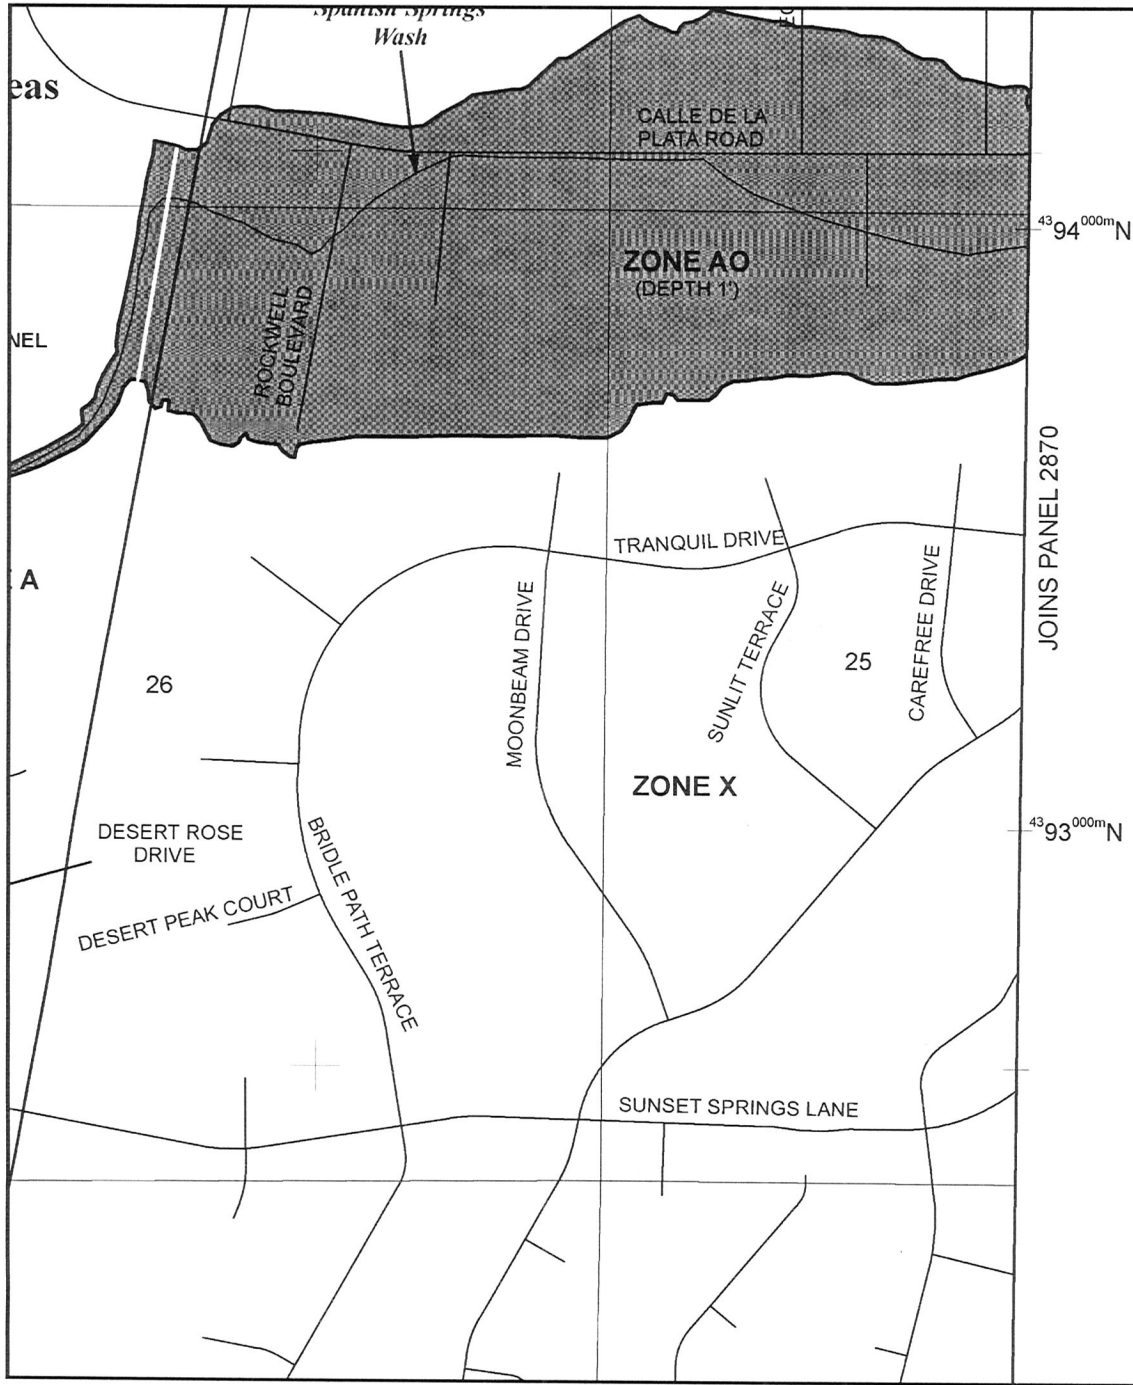 Spanish Springs
Wash
eas
CALLE DE LA
PLATA ROAD
4394000mN
ZONE AO
(DEPTH 1')
ROCKWELL
BOULEVARD
NEL
JOINS PANEL 2870
TRANQUIL DRIVE
A
MOONBEAM DRIVE
SUNLIT TERRACE
CAREFREE DRIVE
25
26
ZONE X
4393000mN
DESERT ROSE
DRIVE
BRIDLE PATH TERRACE
DESERT PEAK COURT
SUNSET SPRINGS LANE